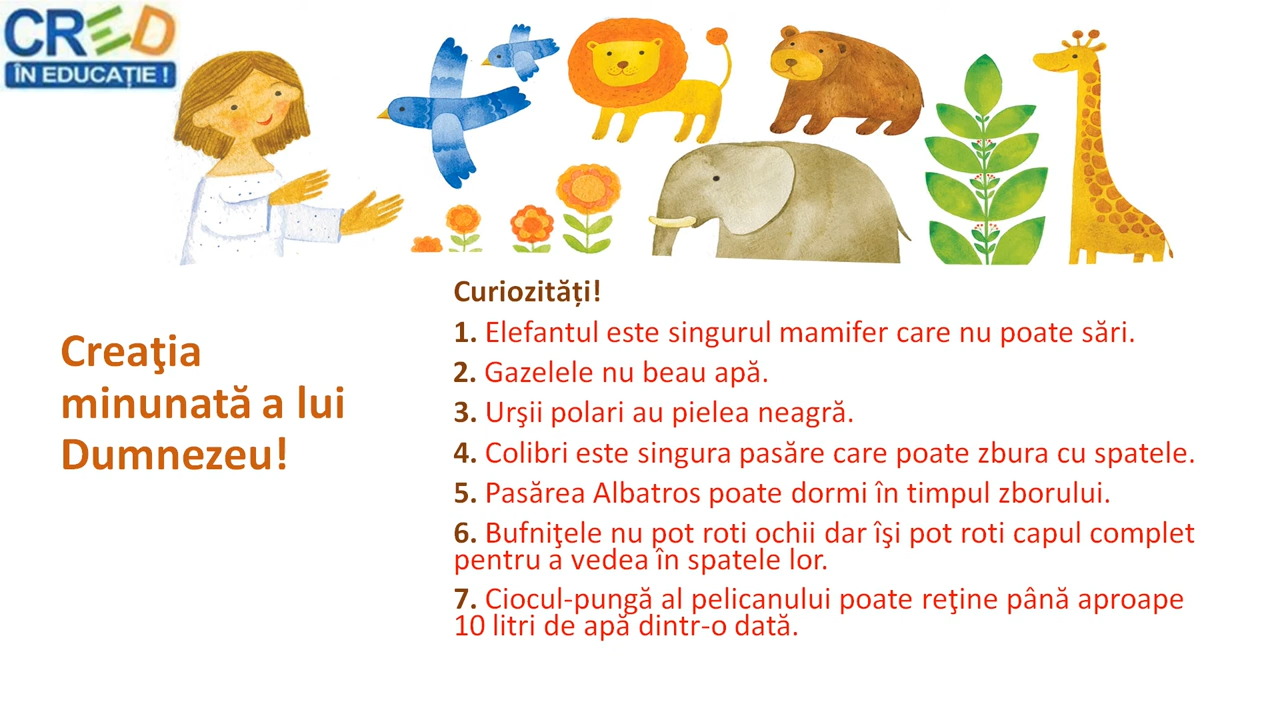 CRED
ÎN EDUCAȚIE !
Creaţia
minunată a lui
Dumnezeu!
Curiozități!
1. Elefantul este singurul mamifer care nu poate sări.
2. Gazelele nu beau apă.
3. Urşii polari au pielea neagră.
4. Colibri este singura pasăre care poate zbura cu spatele.
5. Pasărea Albatros poate dormi în timpul zborului.
6. Bufniţele nu pot roti ochii dar îşi pot roti capul complet
pentru a vedea în spatele lor.
7. Ciocul-pungă al pelicanului poate reţine până aproape
10 litri de apă dintr-o dată.